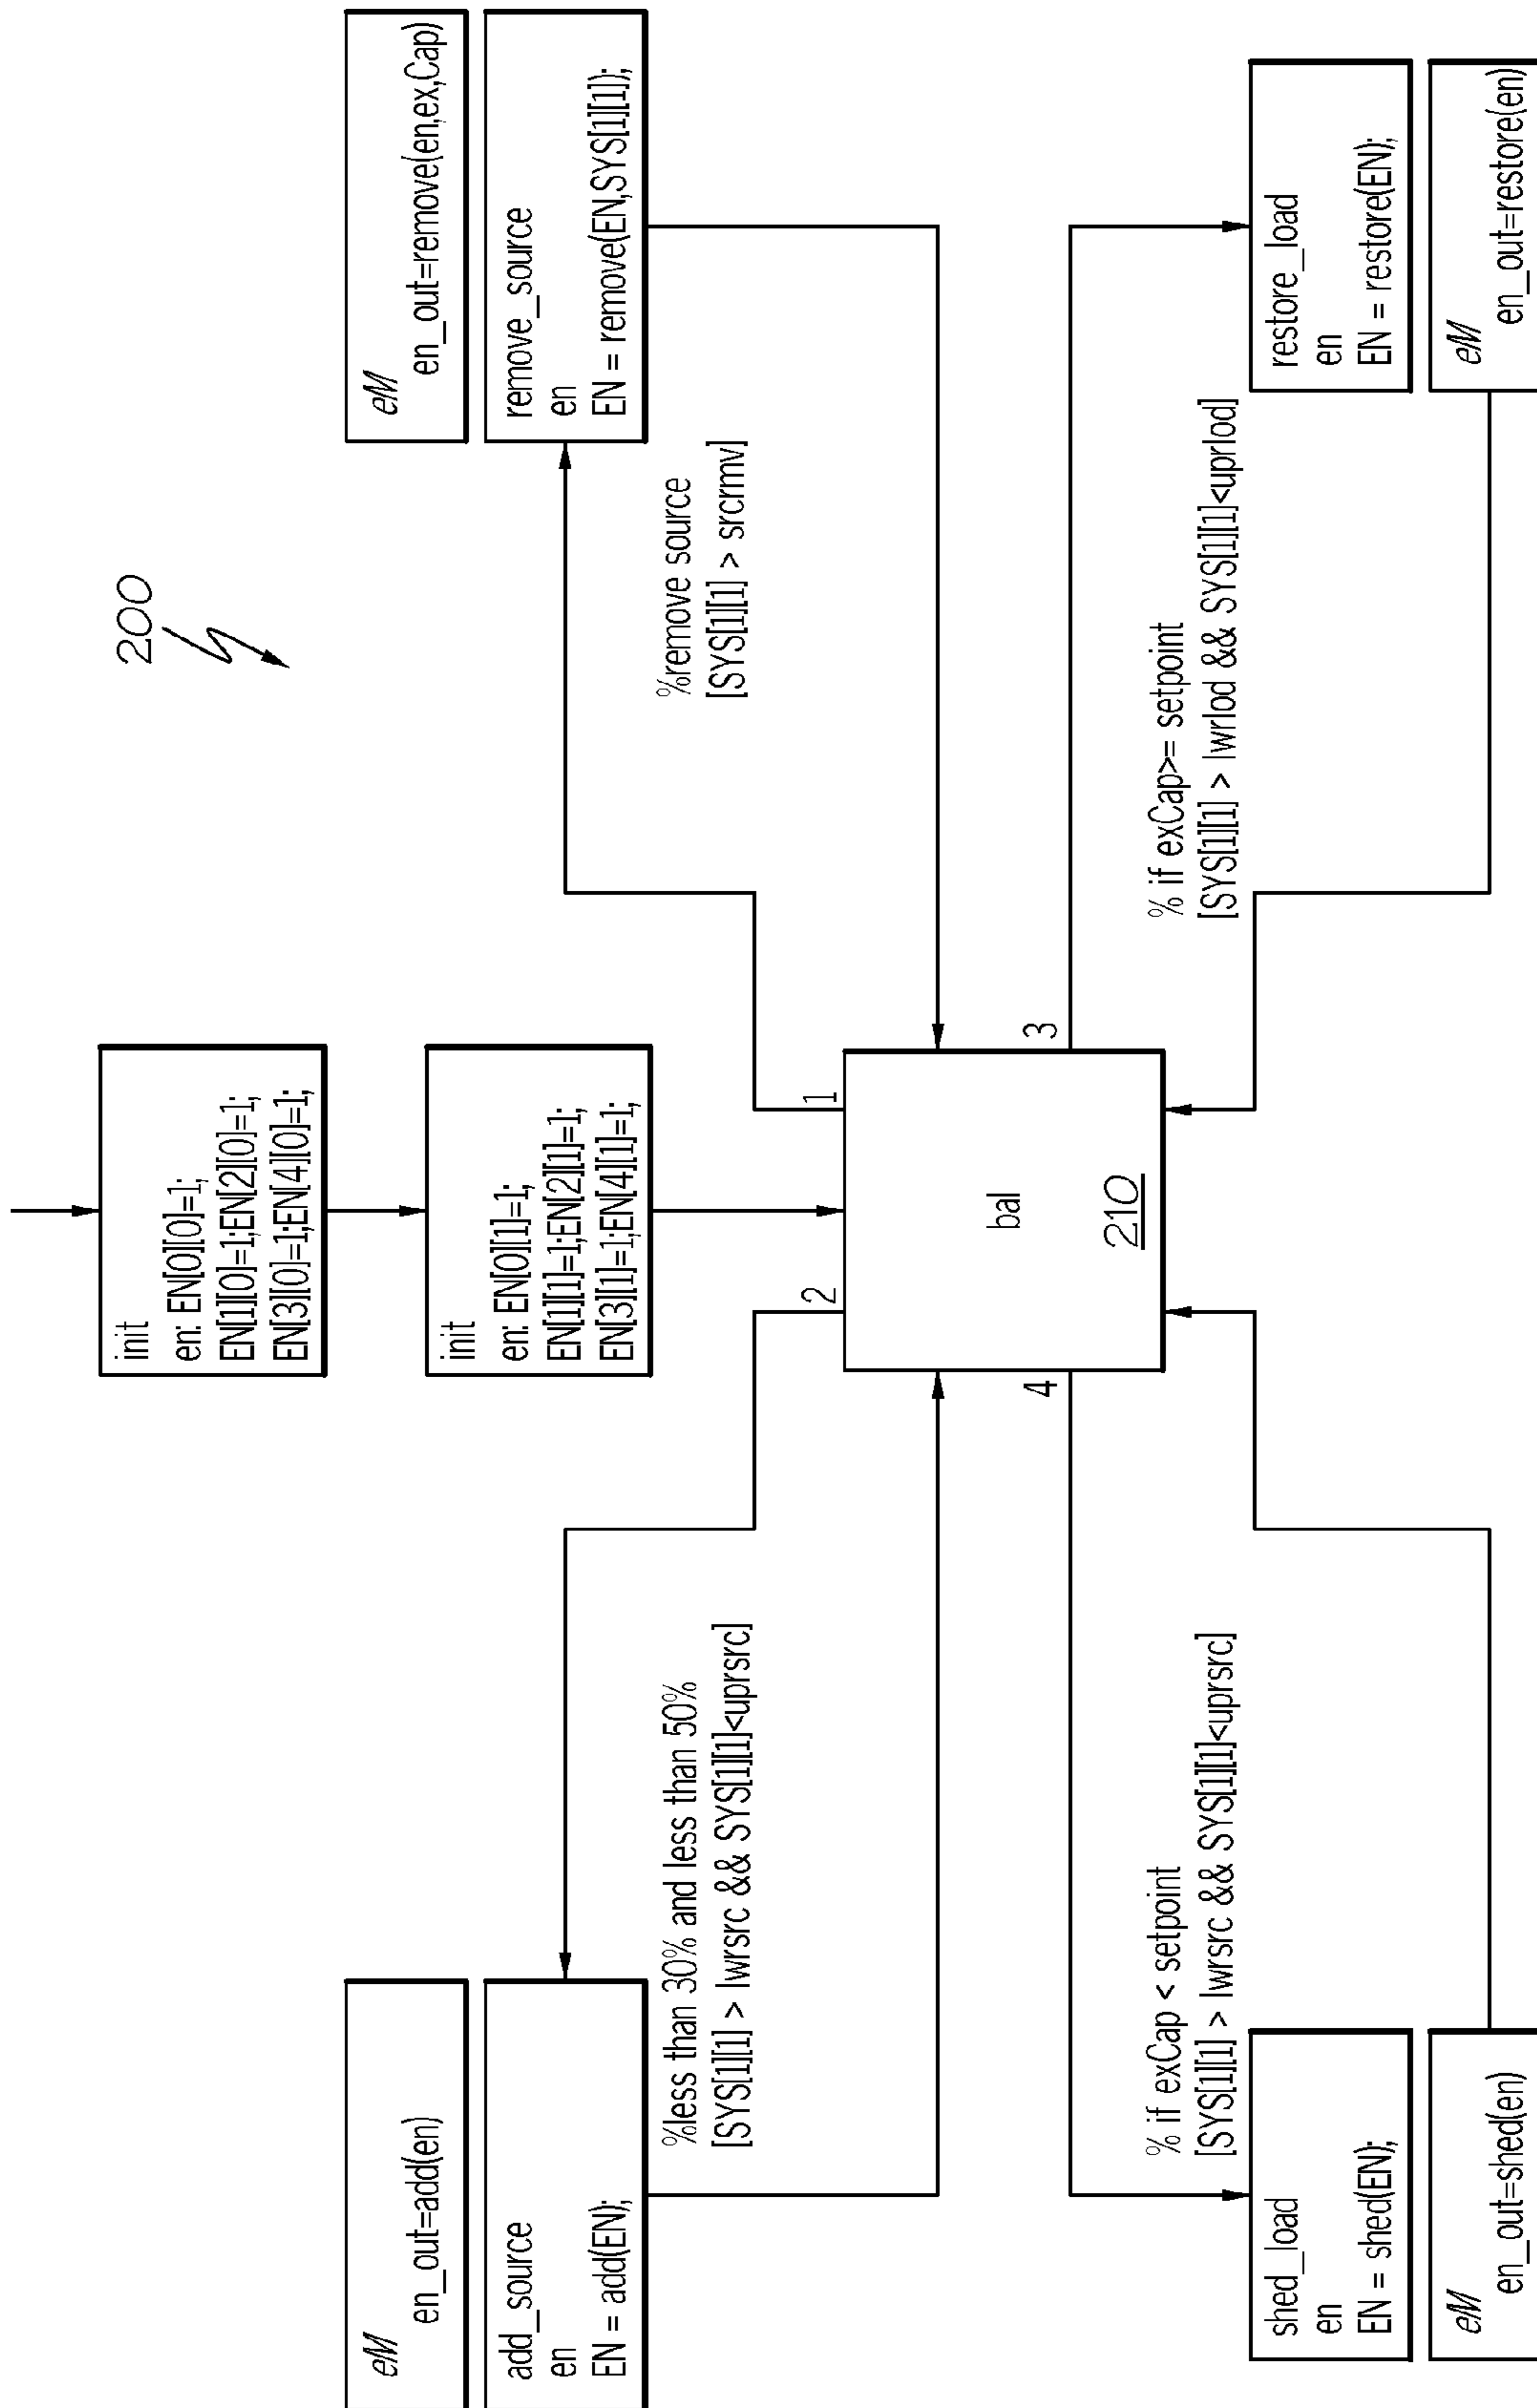 200
init
en: EN[0][0]=1;
EN[1][0]=1;EN[2][0]=1;
EN[3][0]=1;EN[4][0]=1;
init
en: EN[0][1]=1;
EN[1][1]=1;EN[2][1]=1;
EN[3][1]=1;EN[4][1]=1;
eM
en_out=add(en)
add_source
en
EN = add(EN);
eM
en_out=remove(en,ex,Cap)
remove_source
en
EN = remove(EN,SYS[1][1]);
%less than 30% and less than 50%
[SYS[1][1] > lwrsrc && SYS[1][1]<uprsrc]
%remove source
[SYS[1][1] > srcrmv]
2
1
bal
210
4
3
% if exCap < setpoint
[SYS[1][1] > lwrsrc && SYS[1][1]<uprsrc]
% if exCap>= setpoint
[SYS[1][1] > lwrlod && SYS[1][1]<uprlod]
shed_load
en
EN = shed(EN);
eM
en_out=shed(en)
restore_load
en
EN = restore(EN);
eM
en_out=restore(en)